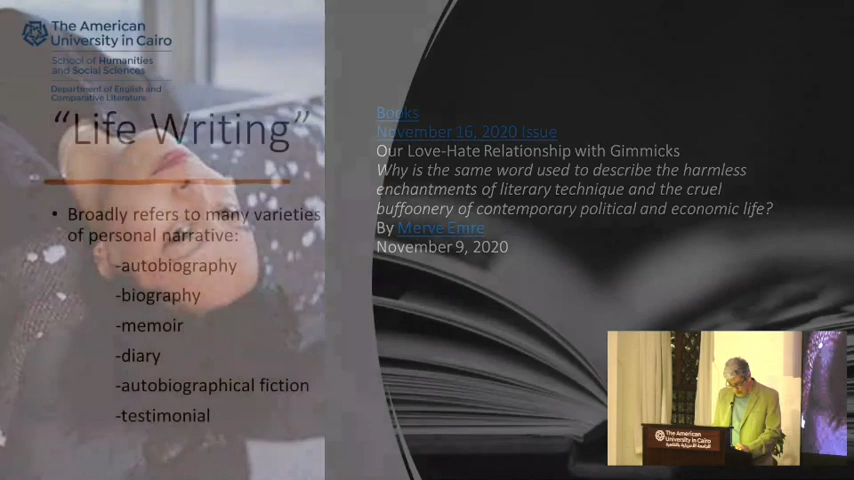 The American
University in Cairo
School of Humanities
and Social Sciences
Department of English and
Comparative Literature
“Life Writing”
• Broadly refers to many varieties
of personal narrative:
-autobiography
-biography
-memoir
-diary
-autobiographical fiction
-testimonial
Books
November 16, 2020 Issue
Our Love-Hate Relationship with Gimmicks
Why is the same word used to describe the harmless
enchantments of literary technique and the cruel
buffoonery of contemporary political and economic life?
By Merve Emre
November 9, 2020
The American
University in Cairo
الجامعة الأمريكية بالقاهرة